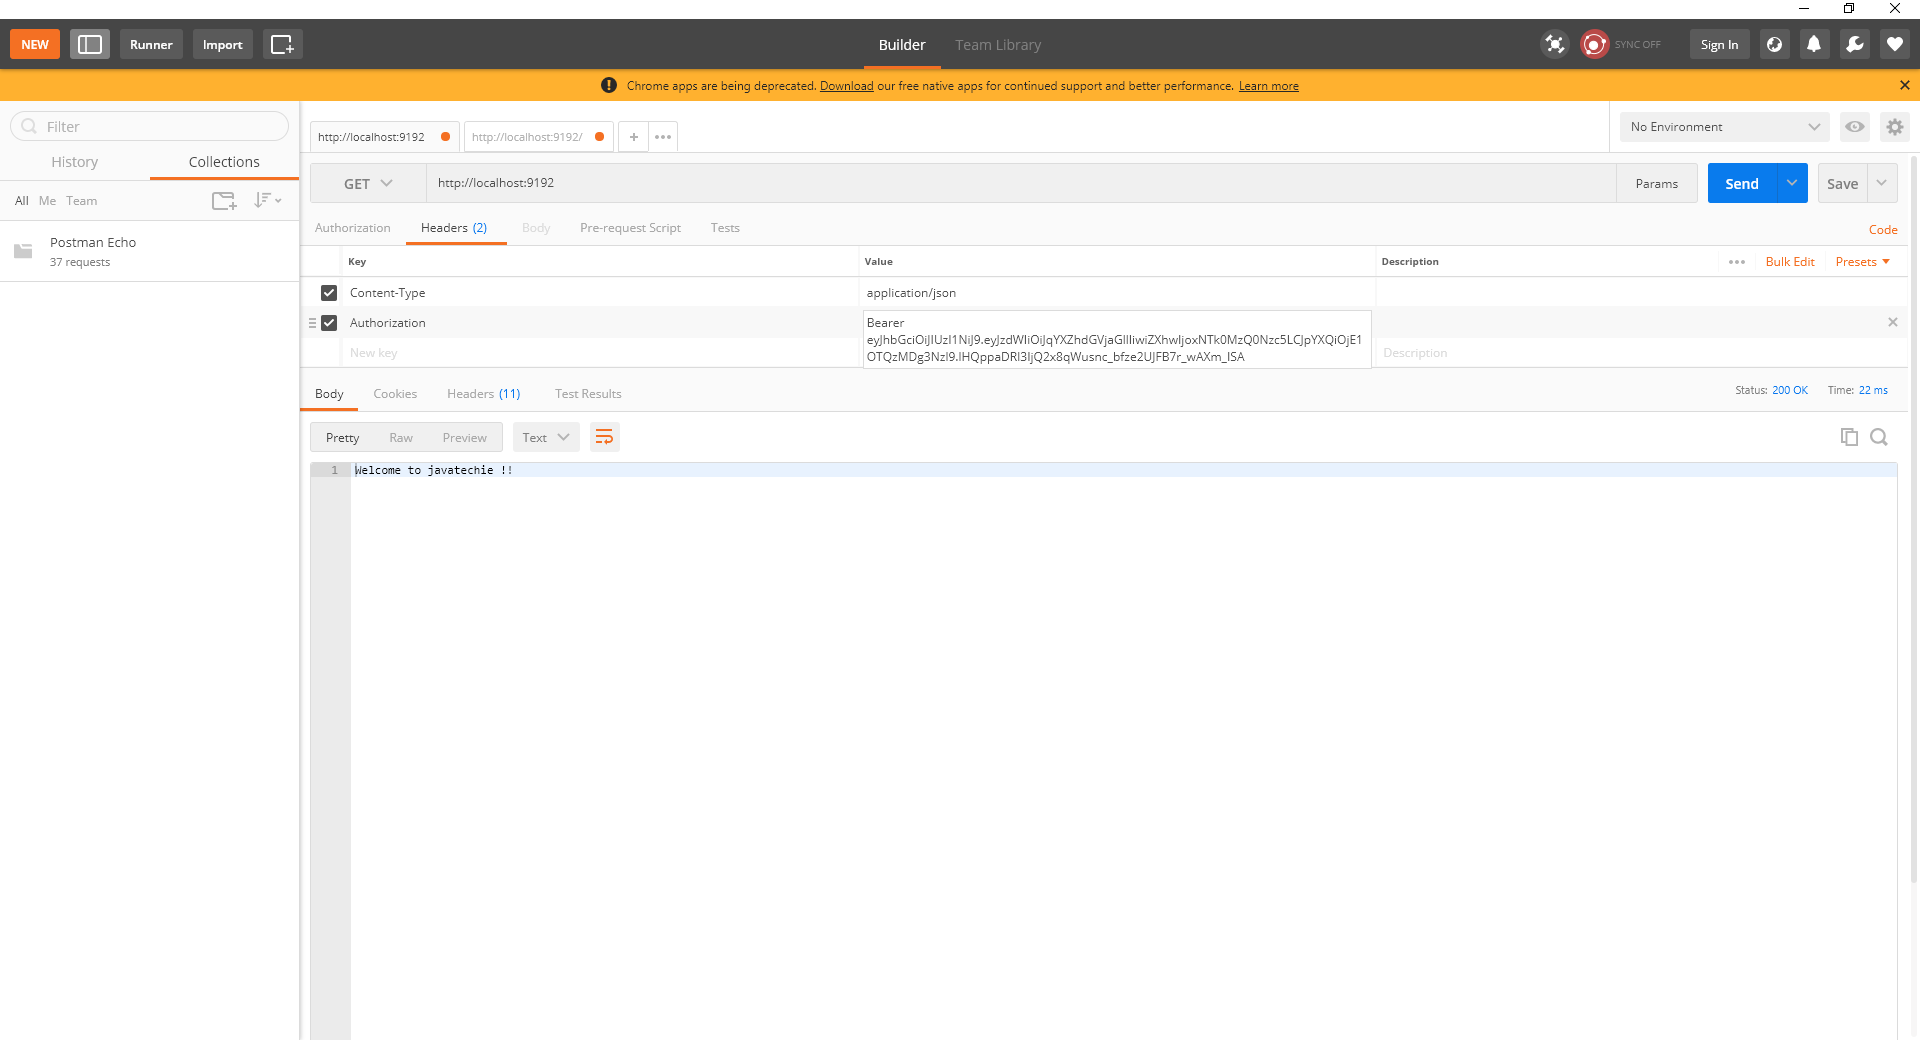 NEW
Runner
Import
Builder
Team Library
SYNC OFF
Sign In
Chrome apps are being deprecated. Download our free native apps for continued support and better performance. Learn more
Filter
History
Collections
All Me Team
Postman Echo
37 requests
http://localhost:9192
http://localhost:9192/
No Environment
GET
http://localhost:9192
Params
Send
Save
Authorization
Headers (2)
Body
Pre-request Script
Tests
Code
Key
Value
Description
Bulk Edit
Presets
Content-Type
application/json
Authorization
Bearer
eyJhbGciOiJIUzI1NiJ9.eyJzdWIiOiJqYXZhdGVjaGllIiwiZXhwIjoxNTk0MzQ0Nzc5LCJpYXQiOjE1
OTQzMDg3Nzl9.IHQppaDRl3IjQ2x8qWusnc_bfze2UJFB7r_wAXm_ISA
New key
Description
Body
Cookies
Headers (11)
Test Results
Status: 200 OK
Time: 22 ms
Pretty
Raw
Preview
Text
1
Welcome to javatechie !!